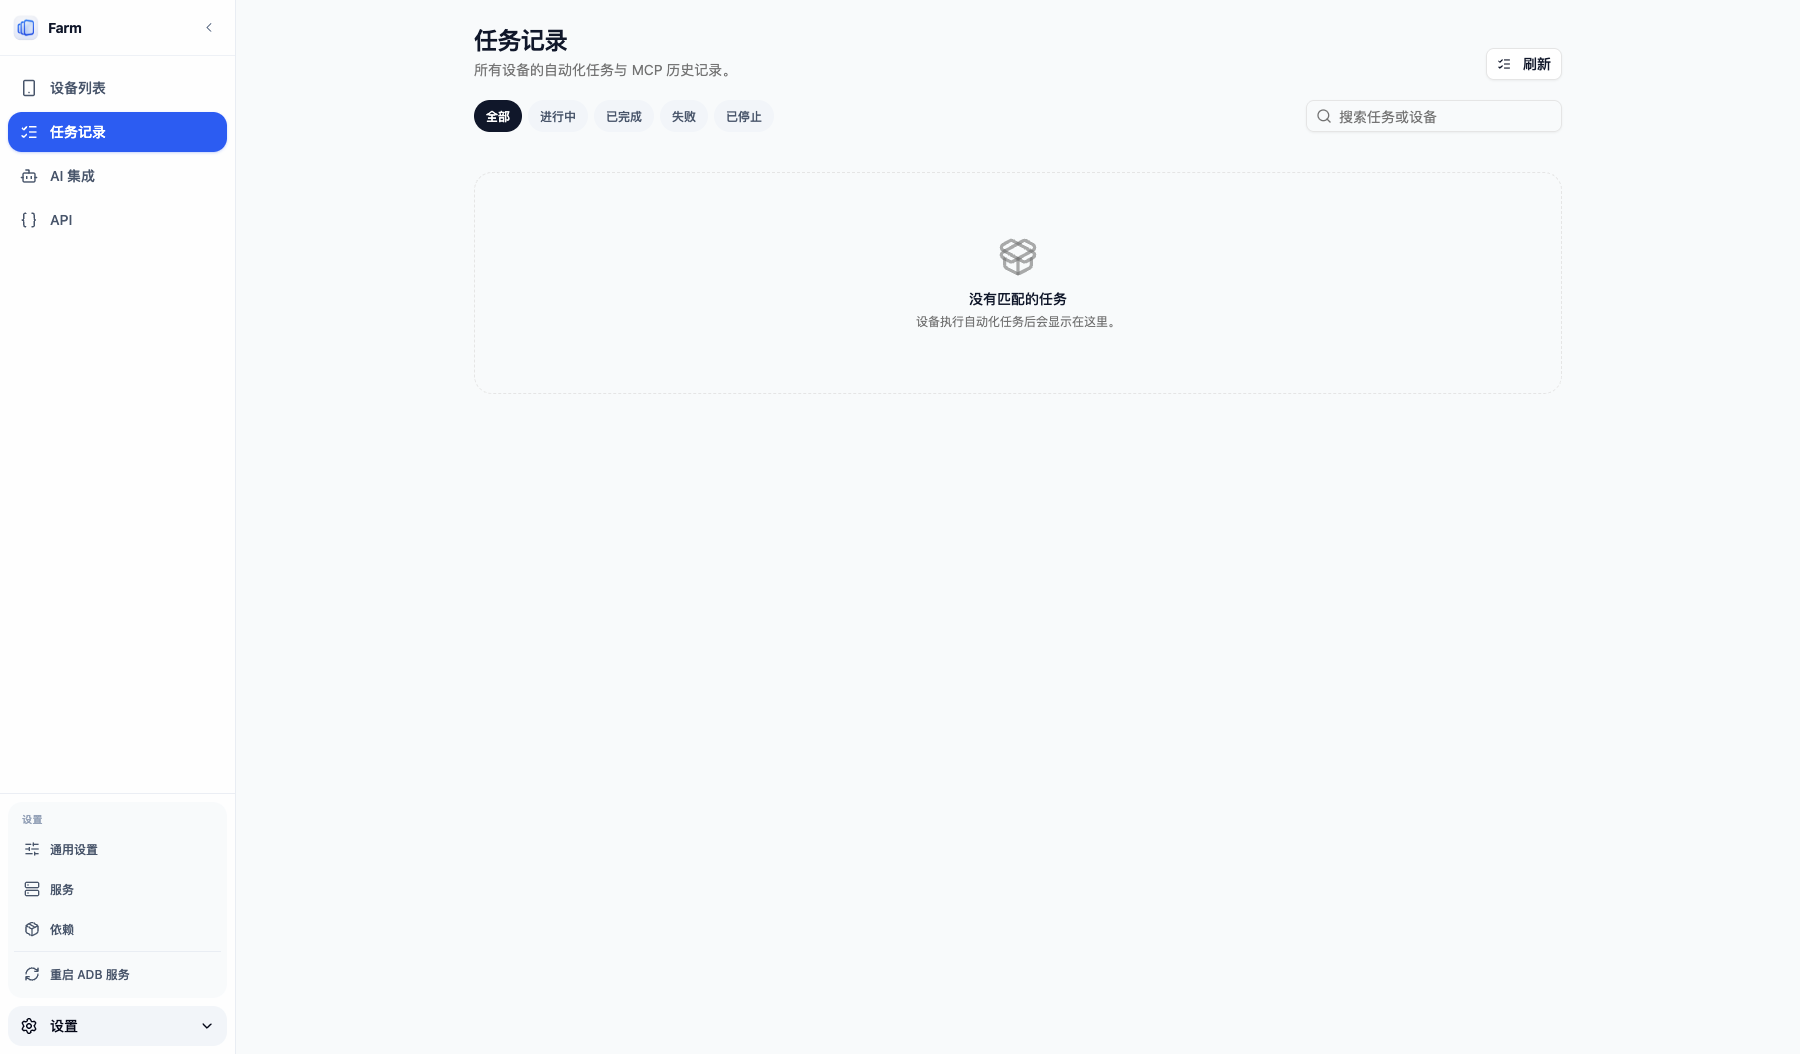 Farm
设备列表
任务记录
AI 集成
API
任务记录
所有设备的自动化任务与 MCP 历史记录。
刷新
全部
进行中
已完成
失败
已停止
搜索任务或设备
没有匹配的任务
设备执行自动化任务后会显示在这里。
设置
通用设置
服务
依赖
重启 ADB 服务
设置